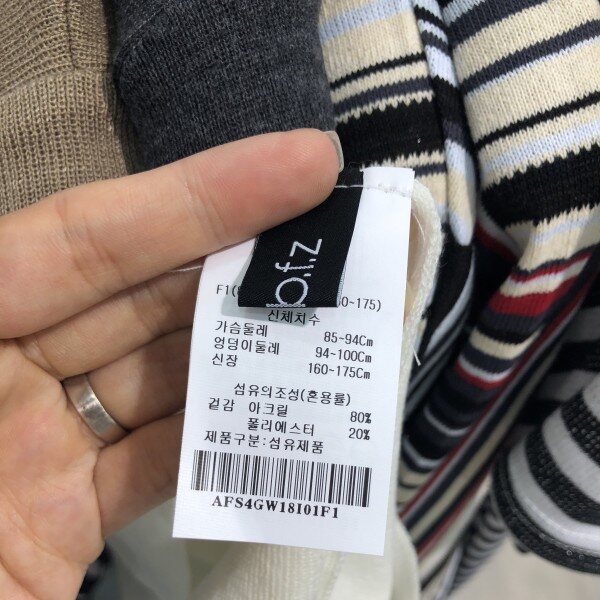 o.f.z
F1( ~175)
신체치수
가슴둘레 85~94Cm
엉덩이둘레 94~100Cm
신장 160~175Cm
섬유의조성(혼용률)
겉감 아크릴 80%
폴리에스터 20%
제품구분:섬유제품
AFS4GW18I01F1